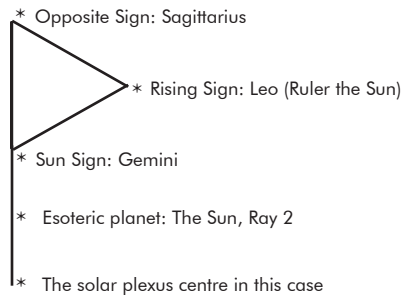 * Opposite Sign: Sagittarius
* Rising Sign: Leo (Ruler the Sun)
* Sun Sign: Gemini
* Esoteric planet: The Sun, Ray 2
* The solar plexus centre in this case